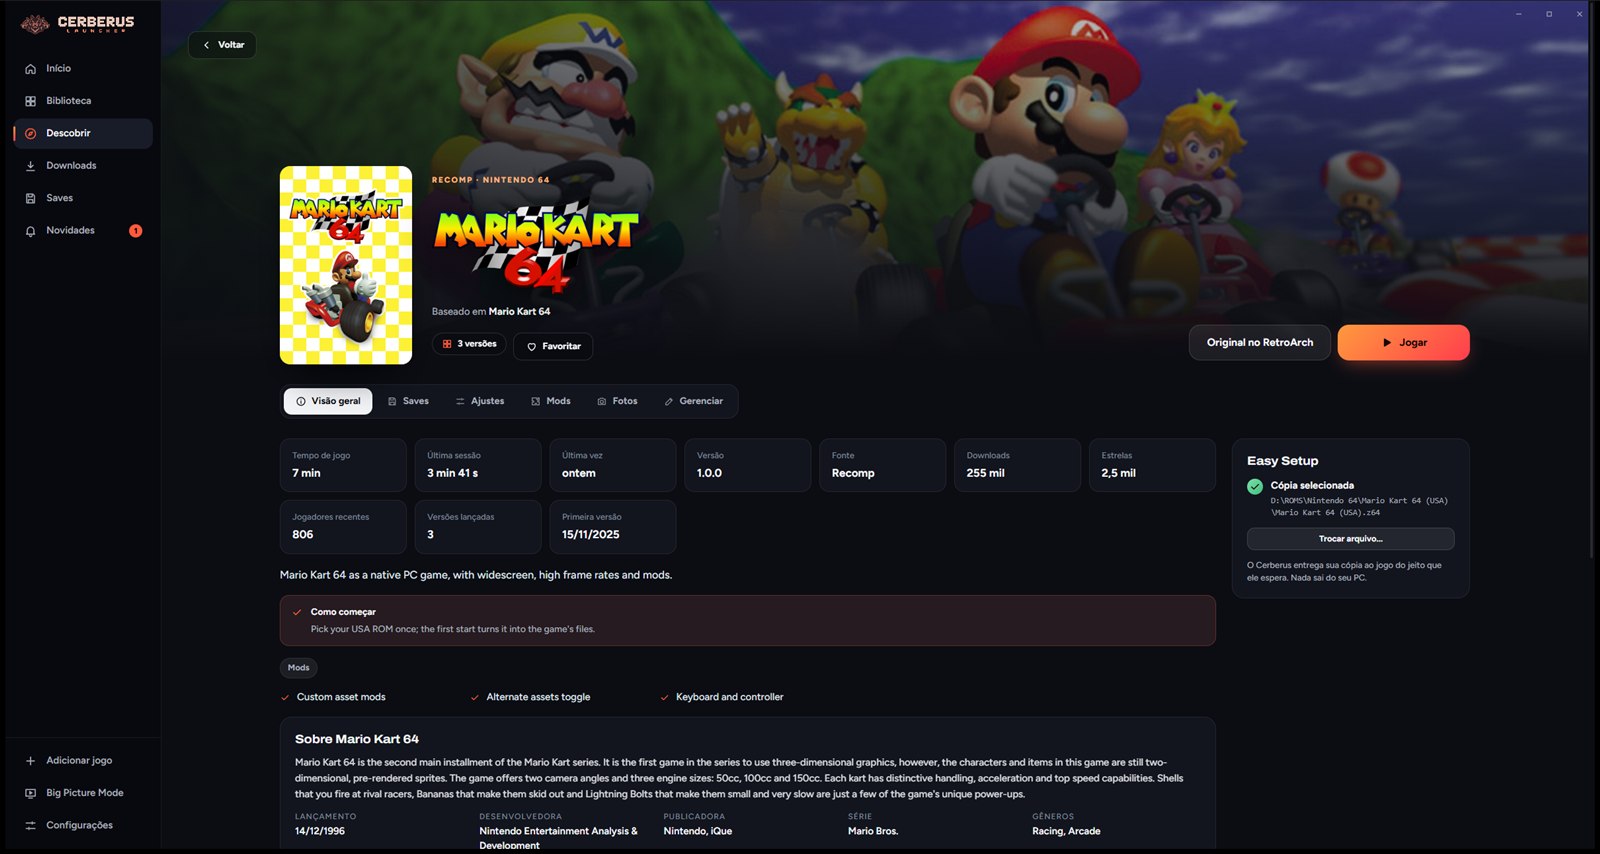 CERBERUS
LAUNCHER
Início
Biblioteca
Descobrir
Downloads
Saves
Novidades
1
Adicionar jogo
Big Picture Mode
Configurações
Voltar
MARIO KART
64
RECOMP · NINTENDO 64
MARIO KART
64
Baseado em Mario Kart 64
3 versões
Favoritar
Original no RetroArch
Jogar
Visão geral
Saves
Ajustes
Mods
Fotos
Gerenciar
Tempo de jogo
7 min
Última sessão
3 min 41 s
Última vez
ontem
Versão
1.0.0
Fonte
Recomp
Downloads
255 mil
Estrelas
2,5 mil
Jogadores recentes
806
Versões lançadas
3
Primeira versão
15/11/2025
Mario Kart 64 as a native PC game, with widescreen, high frame rates and mods.
Como começar
Pick your USA ROM once; the first start turns it into the game's files.
Mods
Custom asset mods
Alternate assets toggle
Keyboard and controller
Sobre Mario Kart 64
Mario Kart 64 is the second main installment of the Mario Kart series. It is the first game in the series to use three-dimensional graphics, however, the characters and items in this game are still two-
dimensional, pre-rendered sprites. The game offers two camera angles and three engine sizes: 50cc, 100cc and 150cc. Each kart has distinctive handling, acceleration and top speed capabilities. Shells
that you fire at rival racers, Bananas that make them skid out and Lightning Bolts that make them small and very slow are just a few of the game's unique power-ups.
LANÇAMENTO
14/12/1996
DESENVOLVEDORA
Nintendo Entertainment Analysis &
Development
PUBLICADORA
Nintendo, iQue
SÉRIE
Mario Bros.
GÊNEROS
Racing, Arcade
Easy Setup
Cópia selecionada
D:\ROMS\Nintendo 64\Mario Kart 64 (USA)
\Mario Kart 64 (USA).z64
Trocar arquivo...
O Cerberus entrega sua cópia ao jogo do jeito que
ele espera. Nada sai do seu PC.